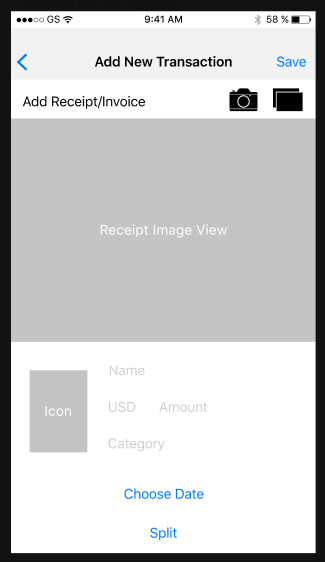 GS 9:41 AM 58 %
Add New Transaction Save
Add Receipt/Invoice
Receipt Image View
Name
Icon
USD Amount
Category
Choose Date
Split